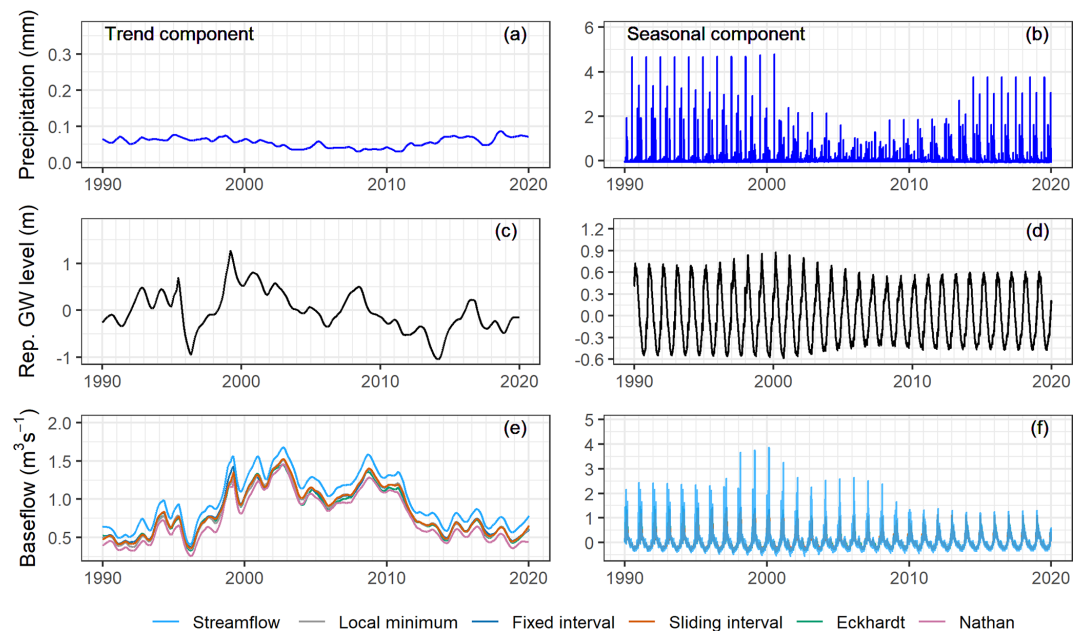 Precipitation (mm)
Trend component (a)
0.3
0.2
0.1
0.0
1990 2000 2010 2020
Seasonal component (b)
6
4
2
0
1990 2000 2010 2020
Rep. GW level (m)
(c)
1
0
-1
1990 2000 2010 2020
(d)
1.2
0.9
0.6
0.3
0.0
-0.3
-0.6
1990 2000 2010 2020
Baseflow (m³s⁻¹)
(e)
2.0
1.5
1.0
0.5
1990 2000 2010 2020
(f)
5
4
3
2
1
0
1990 2000 2010 2020
Streamflow Local minimum Fixed interval Sliding interval Eckhardt Nathan